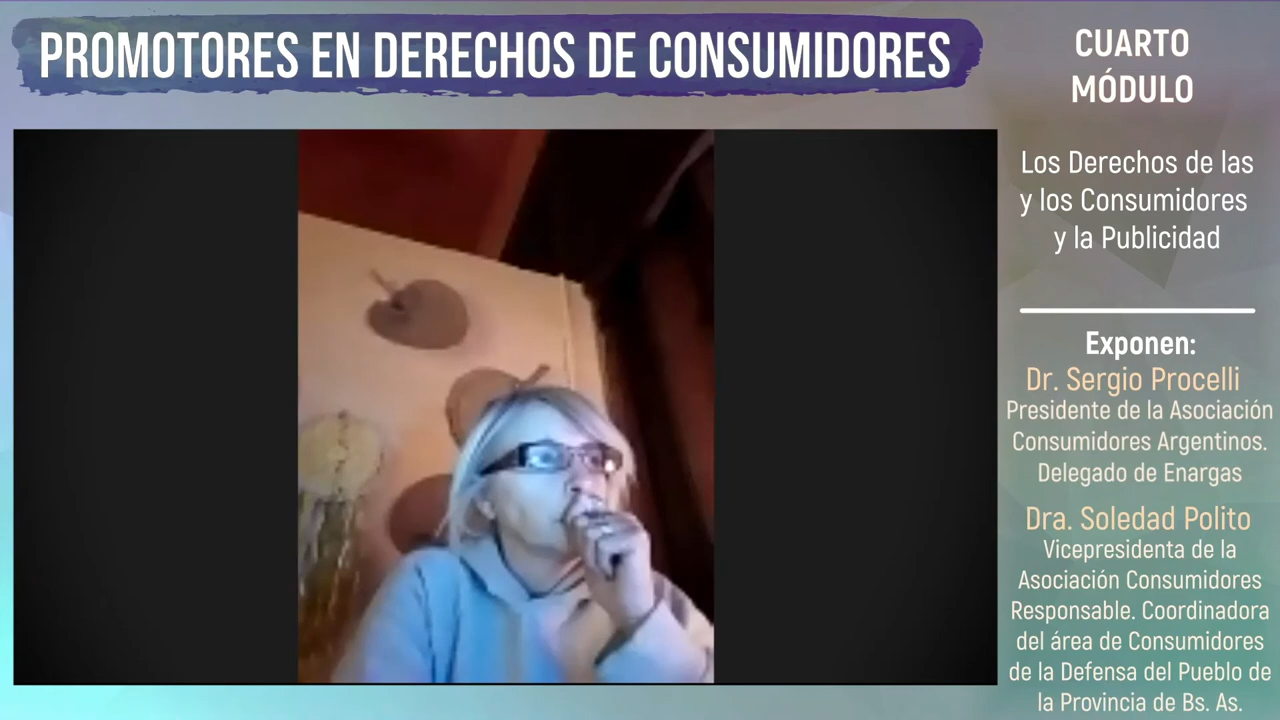 PROMOTORES EN DERECHOS DE CONSUMIDORES
CUARTO
MÓDULO
Los Derechos de las
y los Consumidores
y la Publicidad
Exponen:
Dr. Sergio Procelli
Presidente de la Asociación
Consumidores Argentinos.
Delegado de Enargas
Dra. Soledad Polito
Vicepresidenta de la
Asociación Consumidores
Responsable. Coordinadora
del área de Consumidores
de la Defensa del Pueblo de
la Provincia de Bs. As.